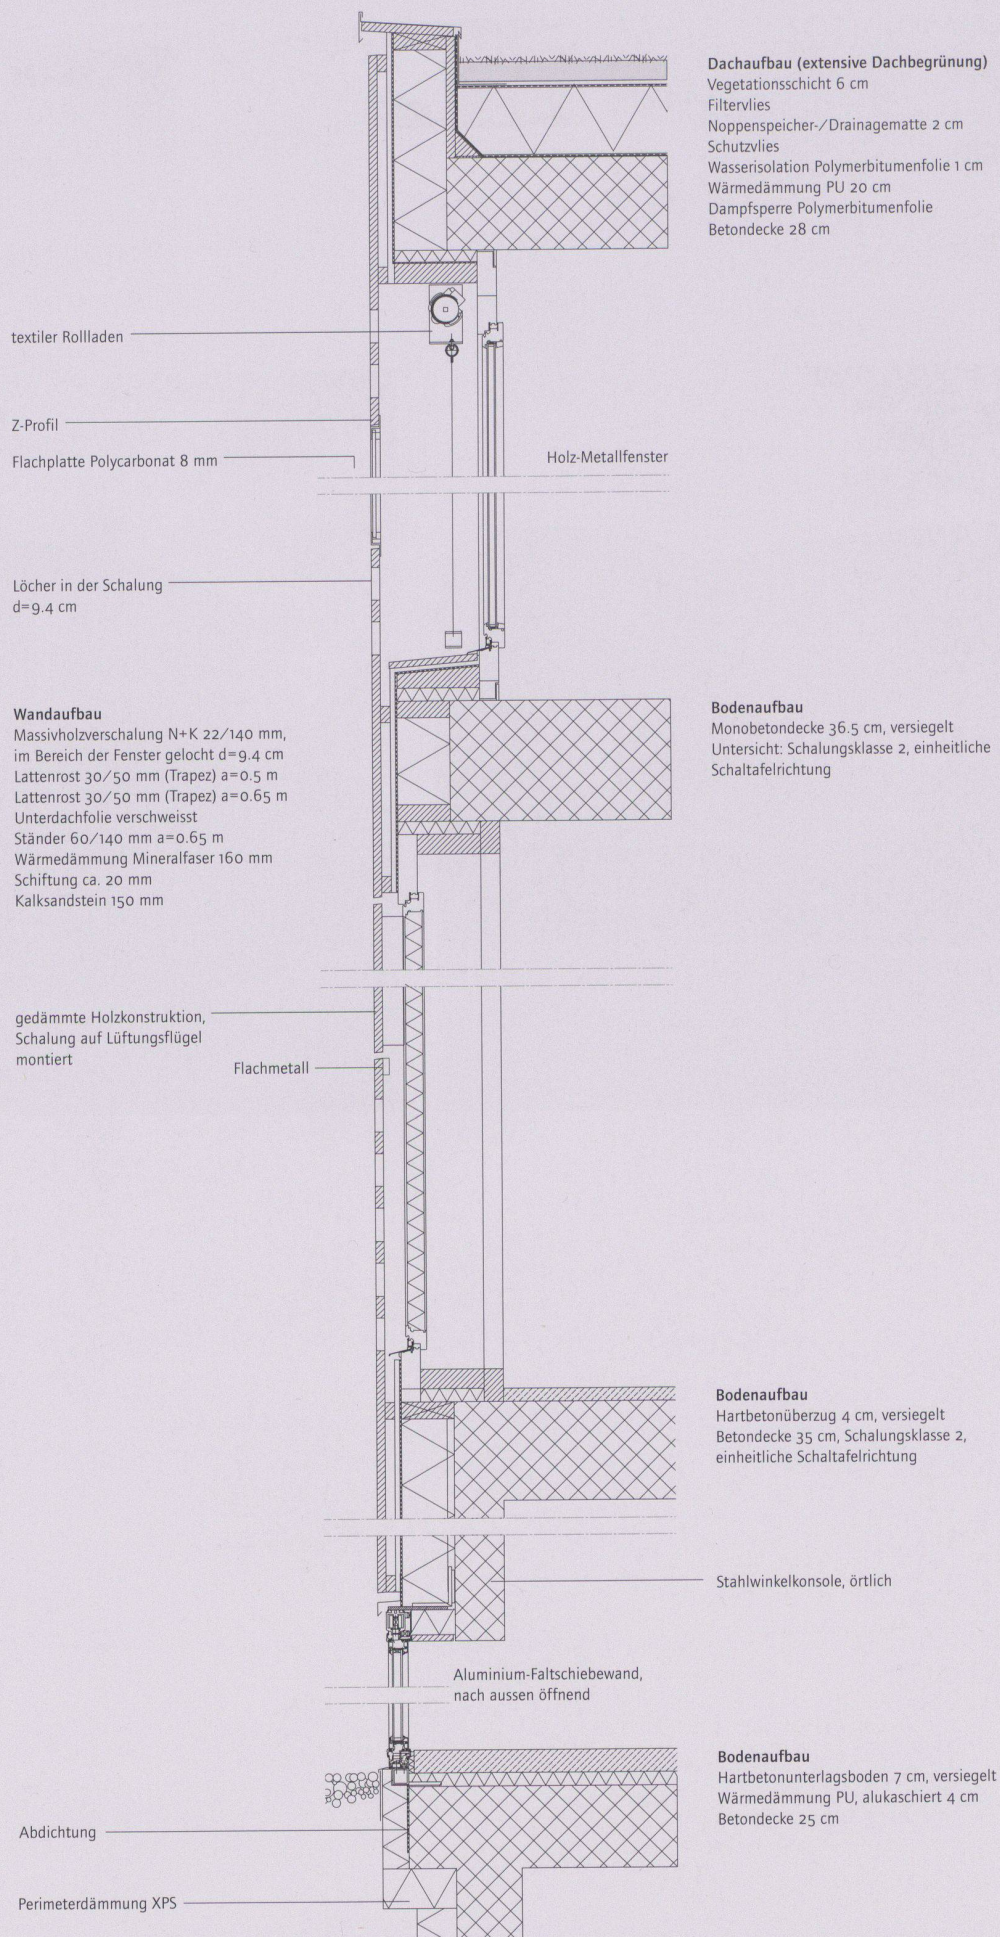 Dachaufbau (extensive Dachbegrünung)
Vegetationsschicht 6 cm
Filtervlies
Noppenspeicher-/Drainagematte 2 cm
Schutzvlies
Wasserisolation Polymerbitumenfolie 1 cm
Wärmedämmung PU 20 cm
Dampfsperre Polymerbitumenfolie
Betondecke 28 cm
textiler Rollladen
Z-Profil
Flachplatte Polycarbonat 8 mm
Holz-Metallfenster
Löcher in der Schalung
d=9.4 cm
Wandaufbau
Massivholzverschalung N+K 22/140 mm,
im Bereich der Fenster gelocht d=9.4 cm
Lattenrost 30/50 mm (Trapez) a=0.5 m
Lattenrost 30/50 mm (Trapez) a=0.65 m
Unterdachfolie verschweisst
Ständer 60/140 mm a=0.65 m
Wärmedämmung Mineralfaser 160 mm
Schiftung ca. 20 mm
Kalksandstein 150 mm
Bodenaufbau
Monobetondecke 36.5 cm, versiegelt
Untersicht: Schalungsklasse 2, einheitliche
Schaltafelrichtung
gedämmte Holzkonstruktion,
Schalung auf Lüftungsflügel
montiert
Flachmetall
Bodenaufbau
Hartbetonüberzug 4 cm, versiegelt
Betondecke 35 cm, Schalungsklasse 2,
einheitliche Schaltafelrichtung
Stahlwinkelkonsole, örtlich
Aluminium-Faltschiebewand,
nach aussen öffnend
Bodenaufbau
Hartbetonunterlagsboden 7 cm, versiegelt
Wärmedämmung PU, alukaschiert 4 cm
Betondecke 25 cm
Abdichtung
Perimeterdämmung XPS